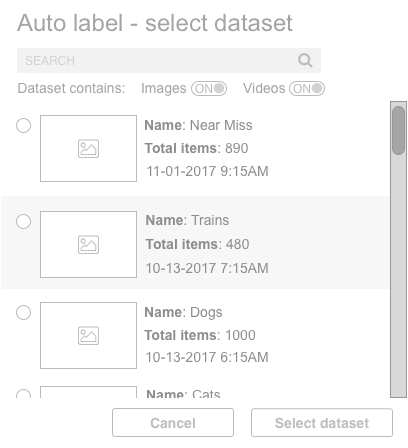 Auto label - select dataset
SEARCH
Dataset contains: Images ON Videos ON
Name: Near Miss
Total items: 890
11-01-2017 9:15AM
Name: Trains
Total items: 480
10-13-2017 7:15AM
Name: Dogs
Total items: 1000
10-13-2017 6:15AM
Name: Cats
Cancel Select dataset